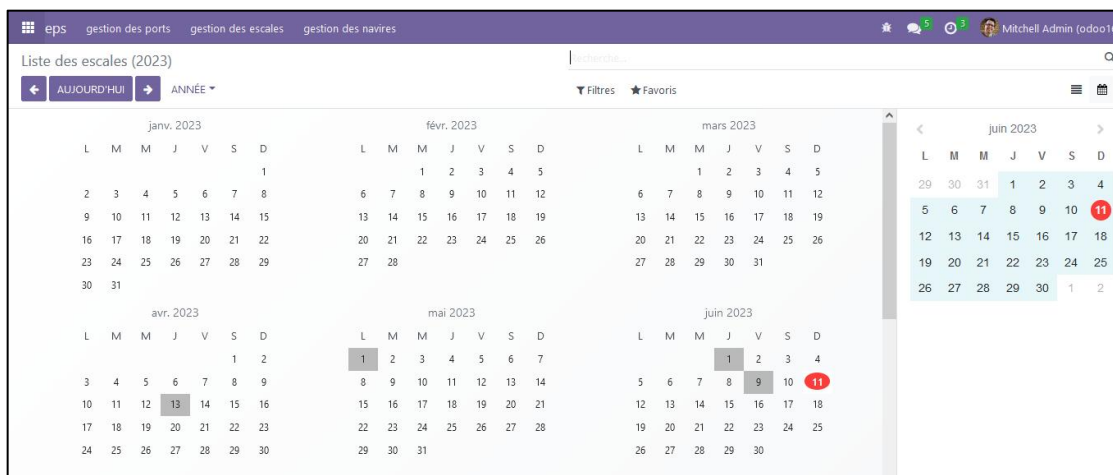 eps gestion des ports gestion des escales gestion des navires 5 3 Mitchell Admin (odoo1
Liste des escales (2023)
Recherche...
AUJOURD'HUI ANNÉE
Filtres Favoris
janv. 2023
L M M J V S D
1
2 3 4 5 6 7 8
9 10 11 12 13 14 15
16 17 18 19 20 21 22
23 24 25 26 27 28 29
30 31
févr. 2023
L M M J V S D
1 2 3 4 5
6 7 8 9 10 11 12
13 14 15 16 17 18 19
20 21 22 23 24 25 26
27 28
mars 2023
L M M J V S D
1 2 3 4 5
6 7 8 9 10 11 12
13 14 15 16 17 18 19
20 21 22 23 24 25 26
27 28 29 30 31
avr. 2023
L M M J V S D
1 2
3 4 5 6 7 8 9
10 11 12 13 14 15 16
17 18 19 20 21 22 23
24 25 26 27 28 29 30
mai 2023
L M M J V S D
1 2 3 4 5 6 7
8 9 10 11 12 13 14
15 16 17 18 19 20 21
22 23 24 25 26 27 28
29 30 31
juin 2023
L M M J V S D
1 2 3 4
5 6 7 8 9 10 11
12 13 14 15 16 17 18
19 20 21 22 23 24 25
26 27 28 29 30
juin 2023
L M M J V S D
29 30 31 1 2 3 4
5 6 7 8 9 10 11
12 13 14 15 16 17 18
19 20 21 22 23 24 25
26 27 28 29 30 1 2